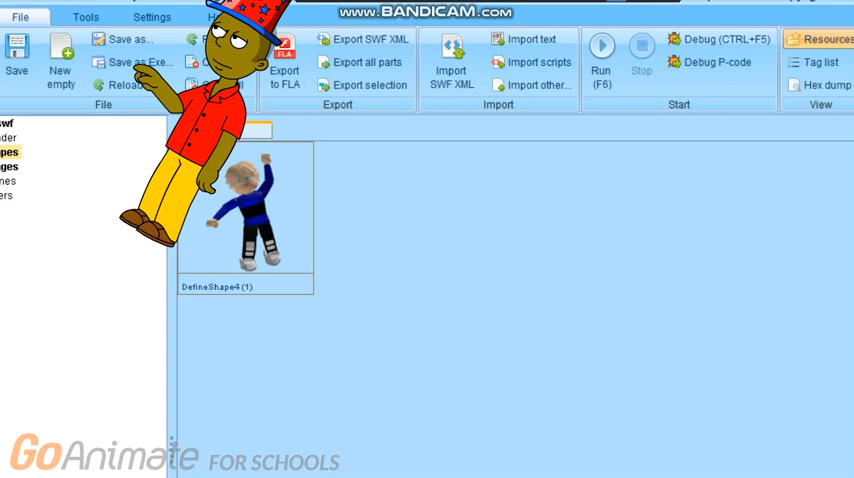 www.BANDICAM.com
File Tools Settings
Save
New empty
Save as...
Save as Exe...
Reload
File
Export to FLA
Export SWF XML
Export all parts
Export selection
Export
Import SWF XML
Import text
Import scripts
Import other...
Import
Run (F6)
Stop
Debug (CTRL+F5)
Debug P-code
Start
Resources
Tag list
Hex dump
View
swf
der
pes
ges
mes
ers
DefineShape4 (1)
GoAnimate FOR SCHOOLS